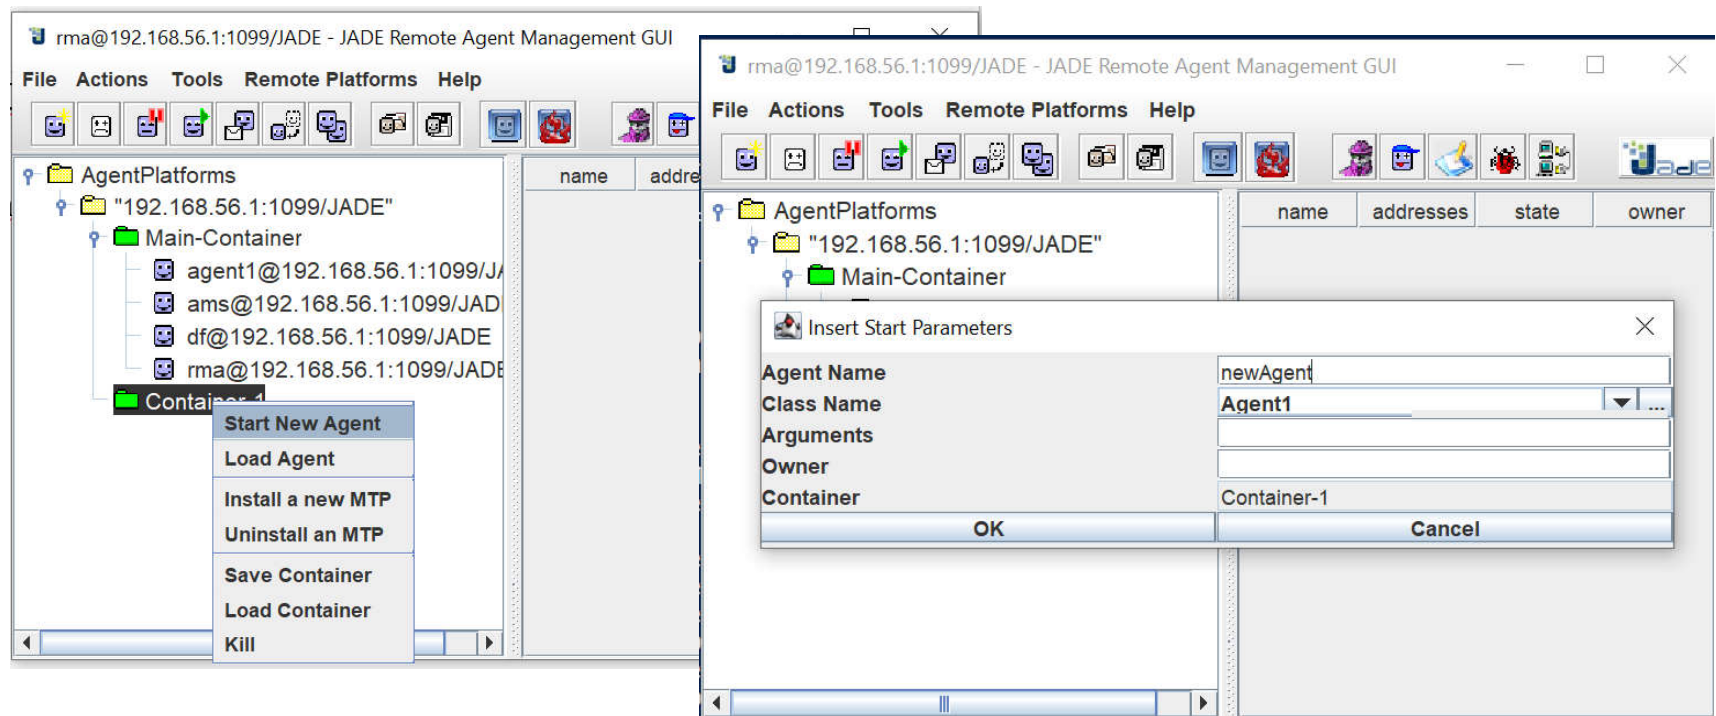 rma@192.168.56.1:1099/JADE - JADE Remote Agent Management GUI
File Actions Tools Remote Platforms Help
AgentPlatforms
"192.168.56.1:1099/JADE"
Main-Container
agent1@192.168.56.1:1099/JA
ams@192.168.56.1:1099/JAD
df@192.168.56.1:1099/JADE
rma@192.168.56.1:1099/JADE
Container-1
Start New Agent
Load Agent
Install a new MTP
Uninstall an MTP
Save Container
Load Container
Kill
name addre
rma@192.168.56.1:1099/JADE - JADE Remote Agent Management GUI
File Actions Tools Remote Platforms Help
Jade
AgentPlatforms
"192.168.56.1:1099/JADE"
Main-Container
name addresses state owner
Insert Start Parameters
Agent Name newAgent
Class Name Agent1 ...
Arguments
Owner
Container Container-1
OK Cancel